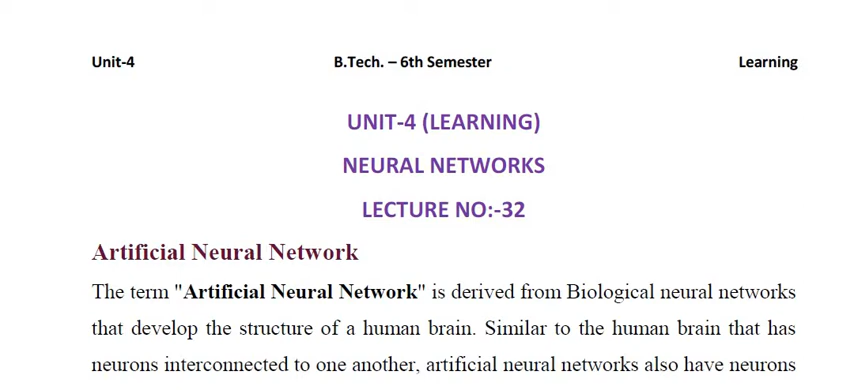 Unit-4 B.Tech. – 6th Semester Learning
UNIT-4 (LEARNING)
NEURAL NETWORKS
LECTURE NO:-32
Artificial Neural Network
The term "Artificial Neural Network" is derived from Biological neural networks
that develop the structure of a human brain. Similar to the human brain that has
neurons interconnected to one another, artificial neural networks also have neurons